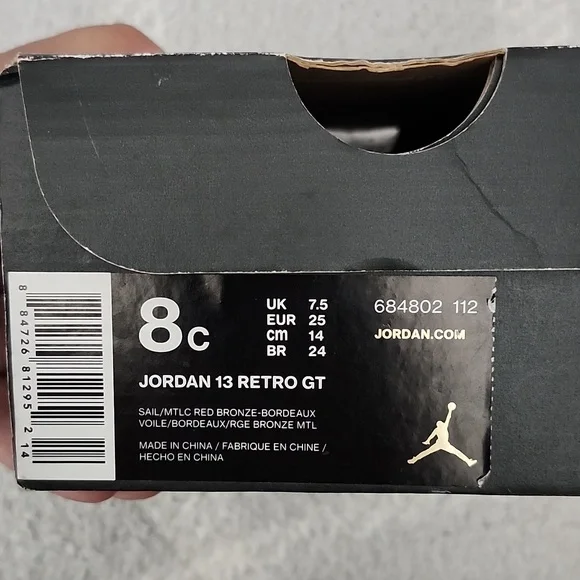 8 84726 81295 2 14
8C
UK 7.5
EUR 25
cm 14
BR 24
684802 112
JORDAN.COM
JORDAN 13 RETRO GT
SAIL/MTLC RED BRONZE-BORDEAUX
VOILE/BORDEAUX/RGE BRONZE MTL
MADE IN CHINA / FABRIQUE EN CHINE /
HECHO EN CHINA